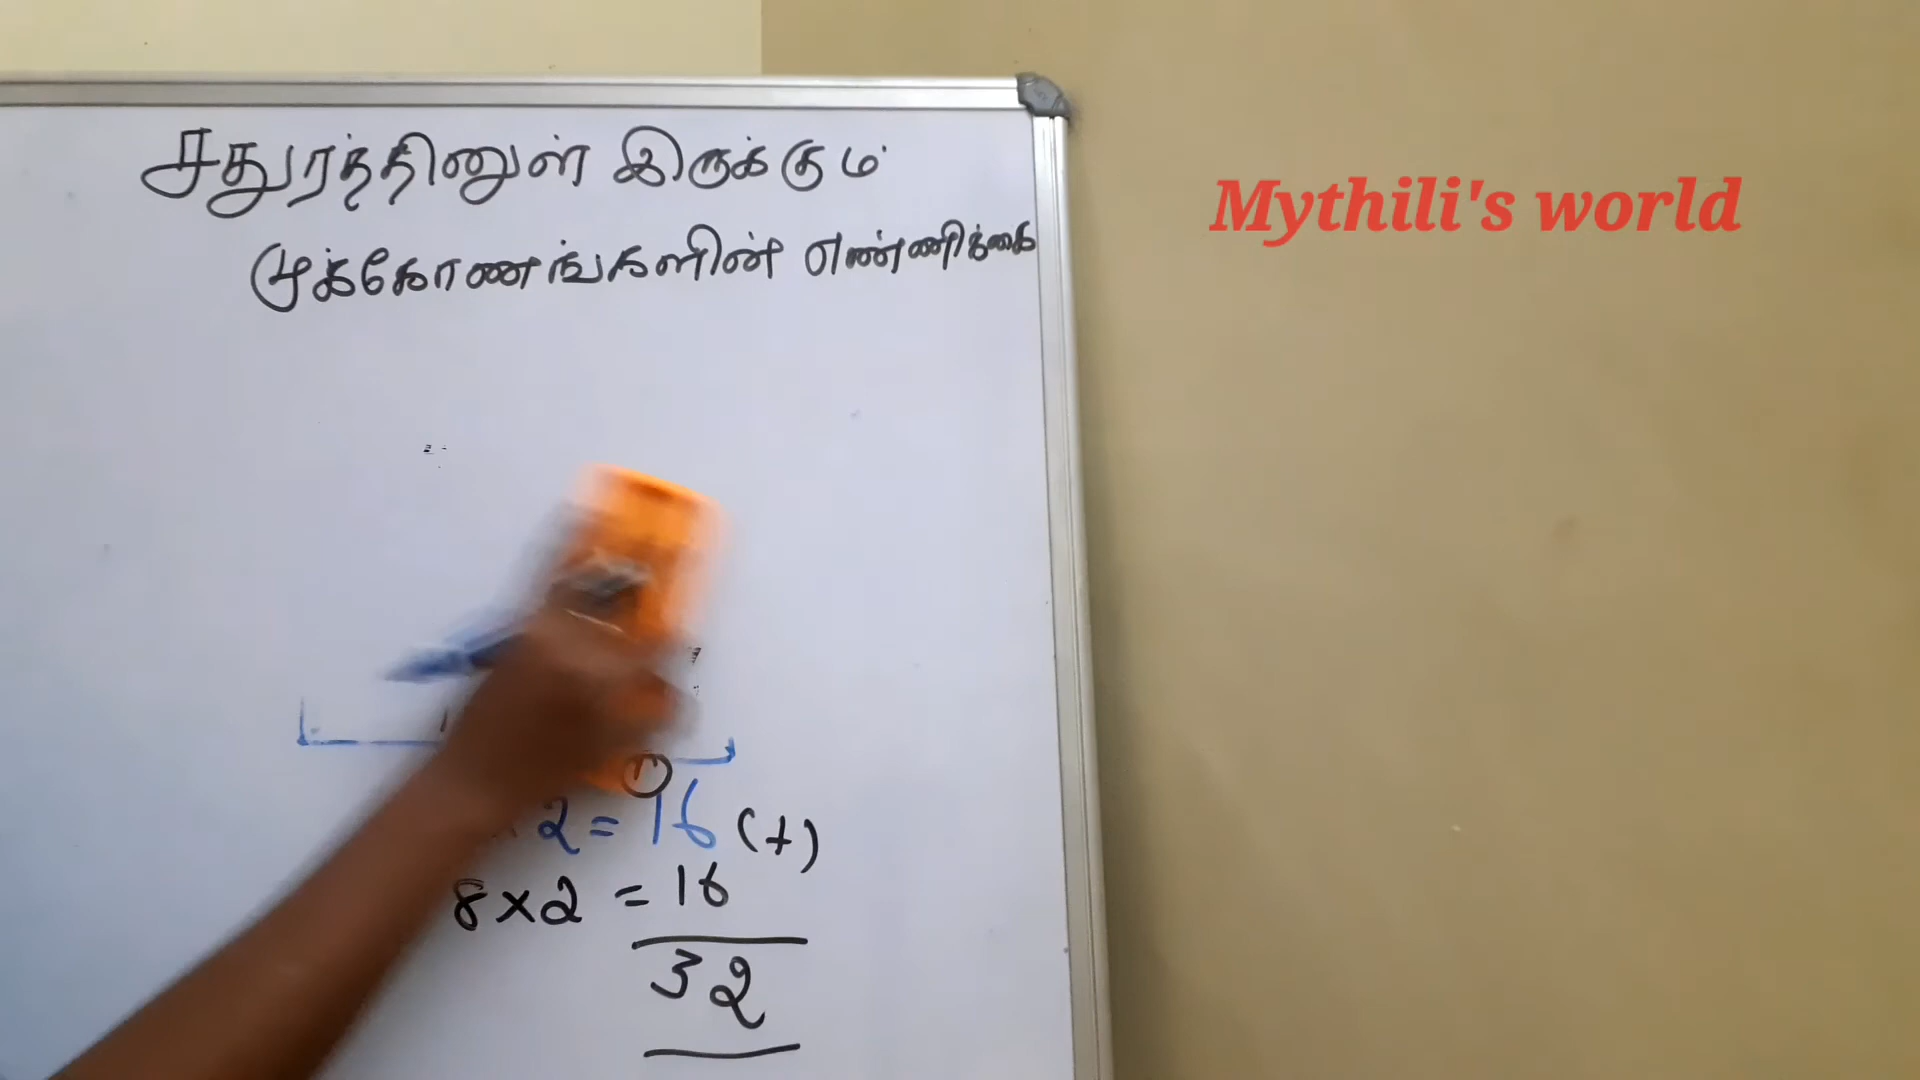 சதுரத்தினுள் இருக்கும்
முக்கோணங்களின் எண்ணிக்கை
Mythili's world
2 = 16 (+)
8 × 2 = 16
32